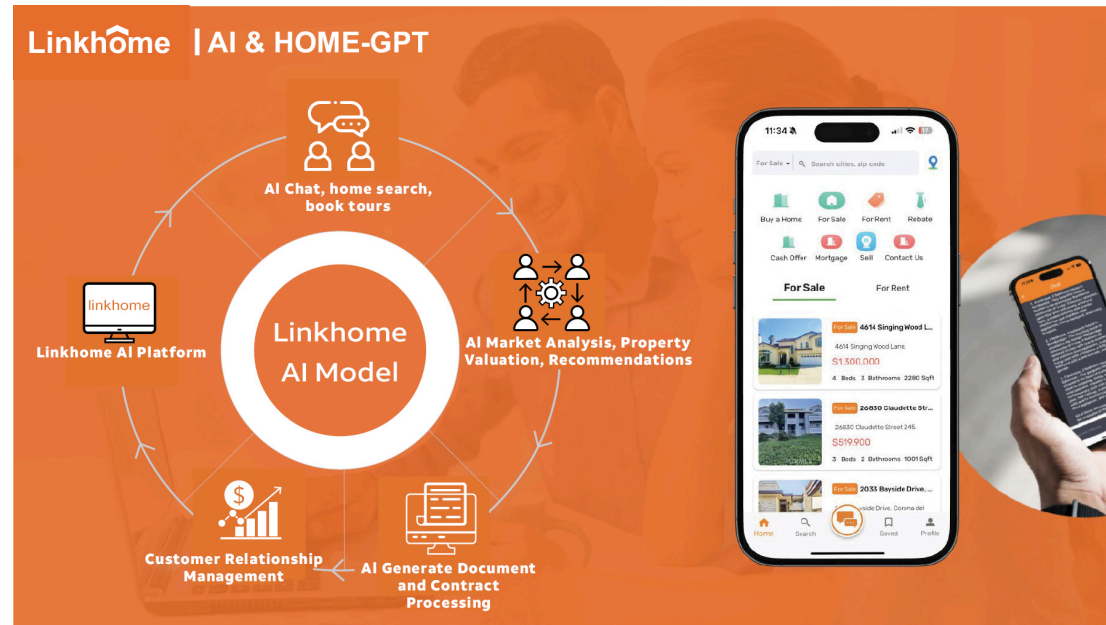 Linkhome | AI & HOME-GPT
AI Chat, home search,
book tours
linkhome
Linkhome AI Platform
Linkhome
AI Model
AI Market Analysis, Property
Valuation, Recommendations
$
Customer Relationship
Management
AI Generate Document
and Contract
Processing
11:34
17
For Sale
Search cities, zip code
Buy a Home
For Sale
For Rent
Rebate
Cash Offer
Mortgage
Sell
Contact Us
For Sale
For Rent
For Sale 4614 Singing Wood L...
4614 Singing Wood Lane
$1,300,000
4 Beds 3 Bathrooms 2280 Sqft
For Sale 26830 Claudette Str...
26830 Claudette Street 245,
$519,900
3 Beds 2 Bathrooms 1001 Sqft
For Sale 2033 Bayside Drive, ...
Drive, Corona del
Home
Search
Saved
Profile